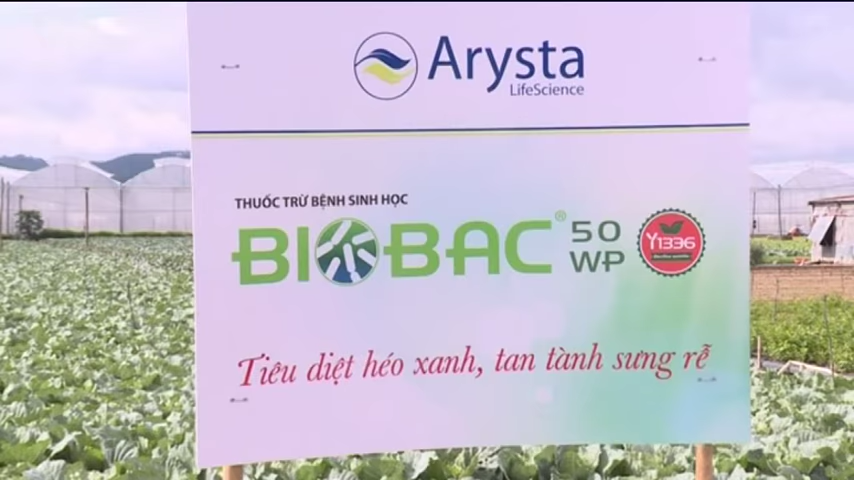 Arysta
LifeScience
THUỐC TRỪ BỆNH SINH HỌC
BIOBAC® 50 WP
Y1336
Tiêu diệt héo xanh, tan tành sưng rễ